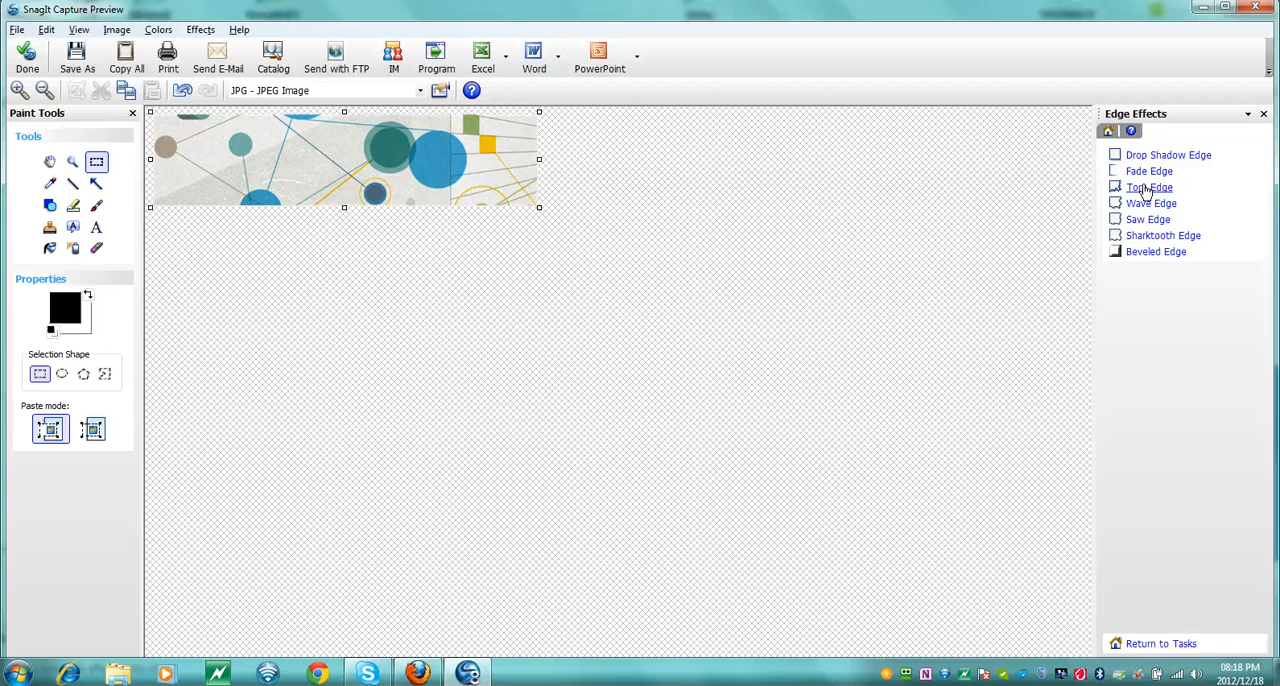 SnagIt Capture Preview
File Edit View Image Colors Effects Help
Done Save As Copy All Print Send E-Mail Catalog Send with FTP IM Program Excel Word PowerPoint
JPG - JPEG Image
Paint Tools
Tools
Properties
Selection Shape
Paste mode:
Edge Effects
Drop Shadow Edge
Fade Edge
Torn Edge
Wave Edge
Saw Edge
Sharktooth Edge
Beveled Edge
Return to Tasks
08:18 PM
2012/12/18